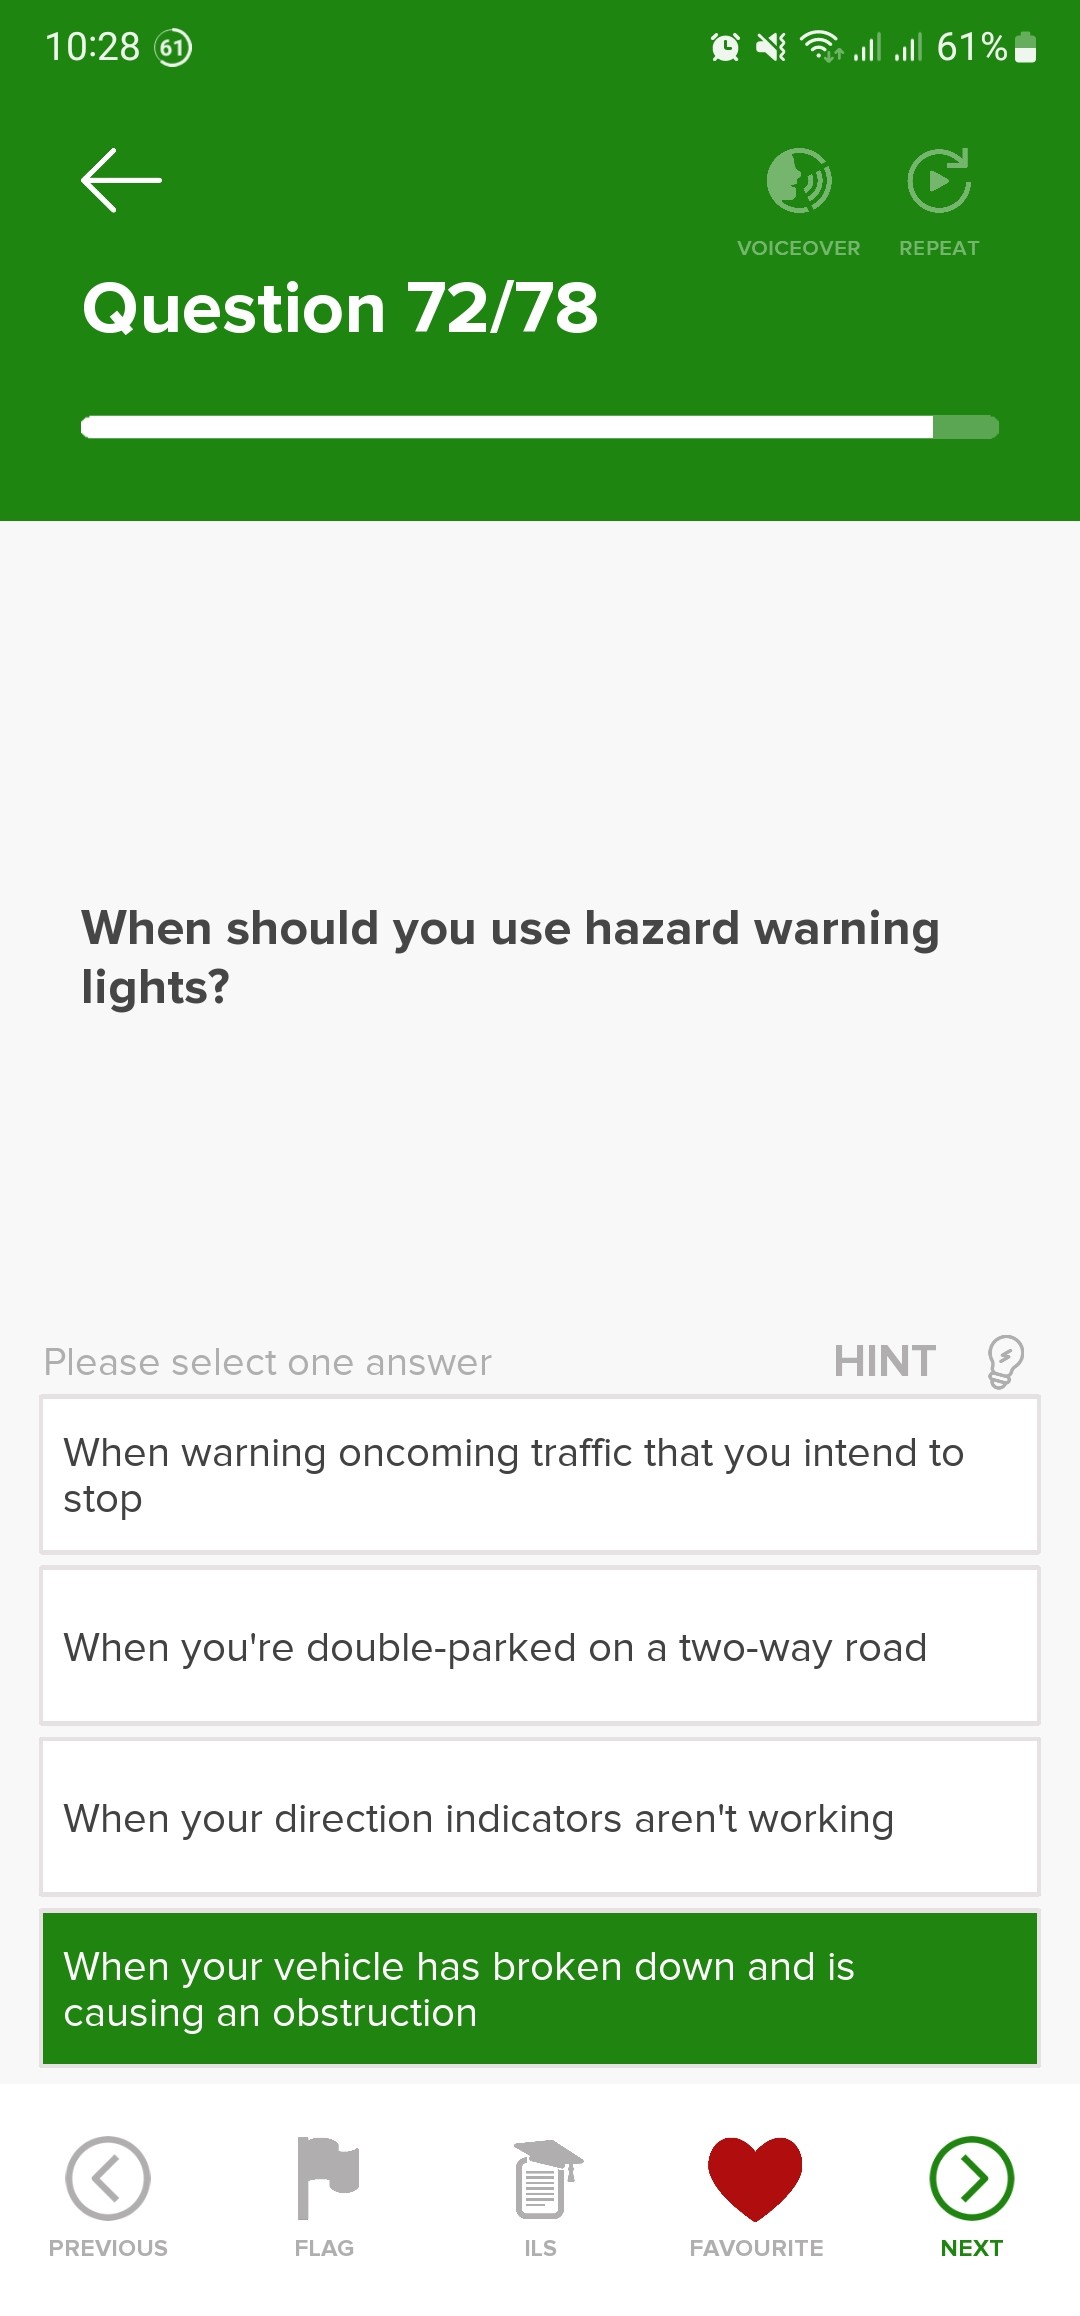 10:28 61 61%
VOICEOVER REPEAT
Question 72/78
When should you use hazard warning
lights?
Please select one answer HINT
When warning oncoming traffic that you intend to
stop
When you're double-parked on a two-way road
When your direction indicators aren't working
When your vehicle has broken down and is
causing an obstruction
PREVIOUS FLAG ILS FAVOURITE NEXT